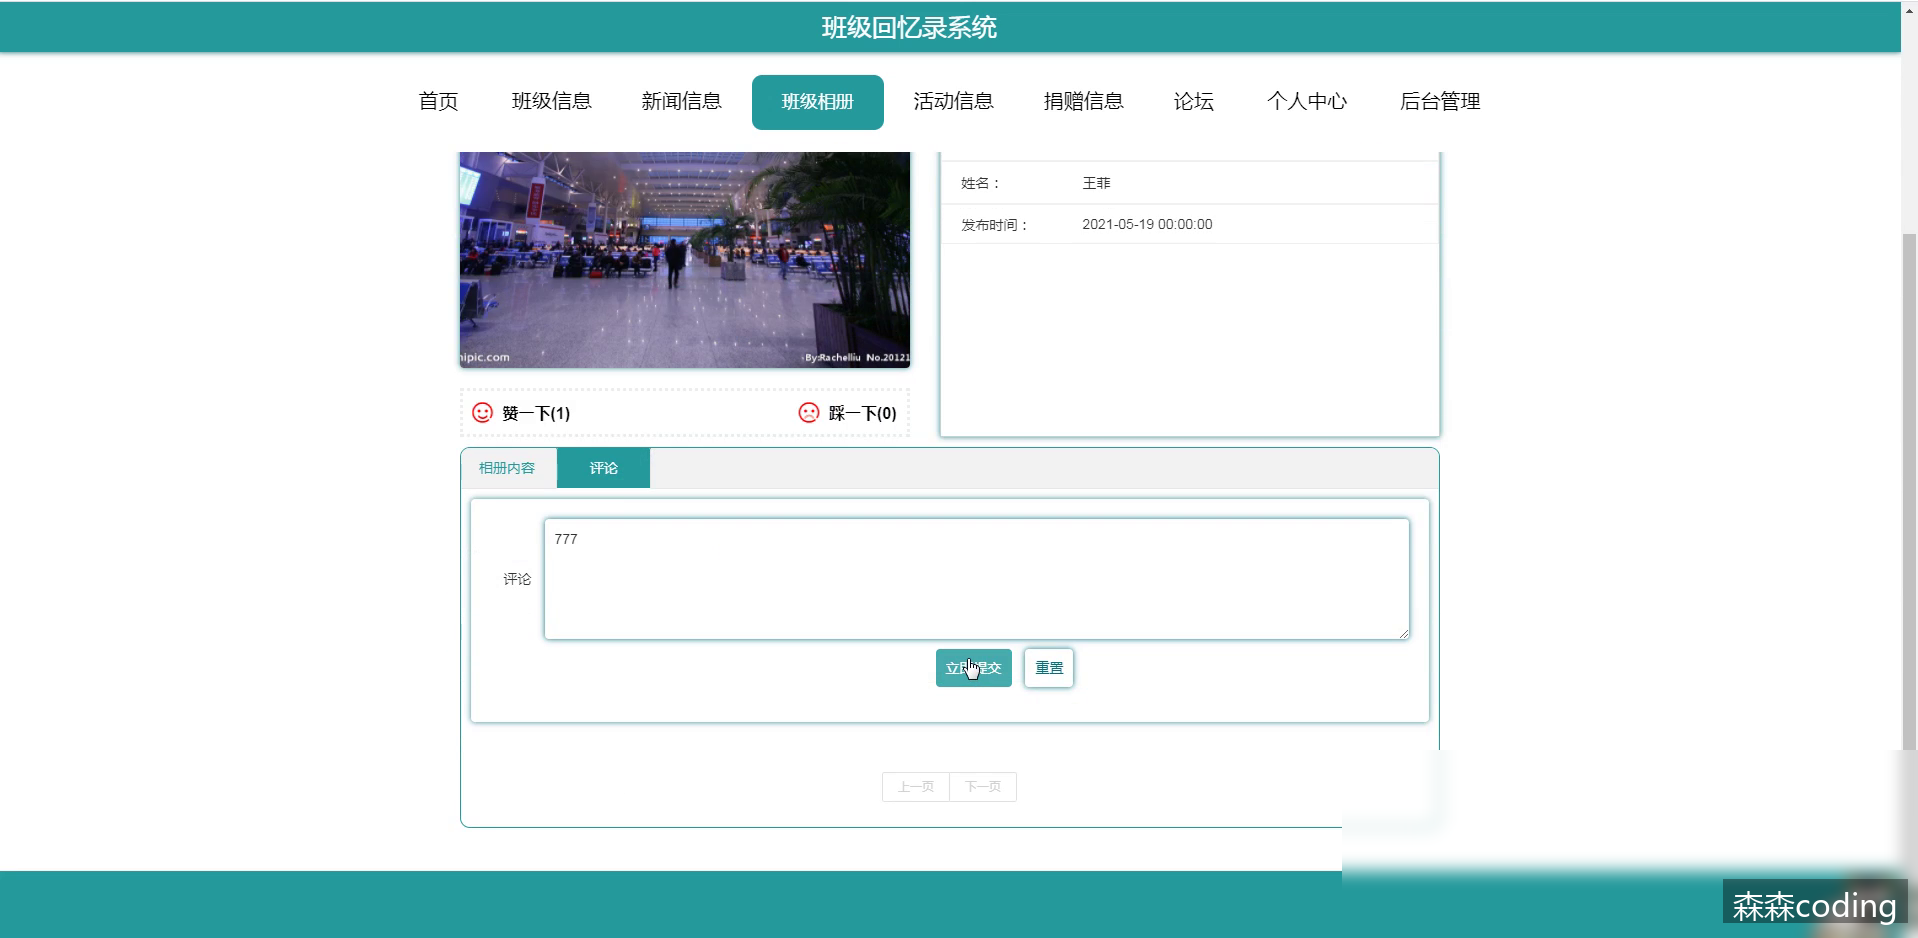 班级回忆录系统
首页 班级信息 新闻信息 班级相册 活动信息 捐赠信息 论坛 个人中心 后台管理
姓名： 王菲
发布时间： 2021-05-19 00:00:00
nipic.com By:Rachelliu No.20121
赞一下(1) 踩一下(0)
相册内容 评论
评论 777
立即提交 重置
上一页 下一页
森森coding